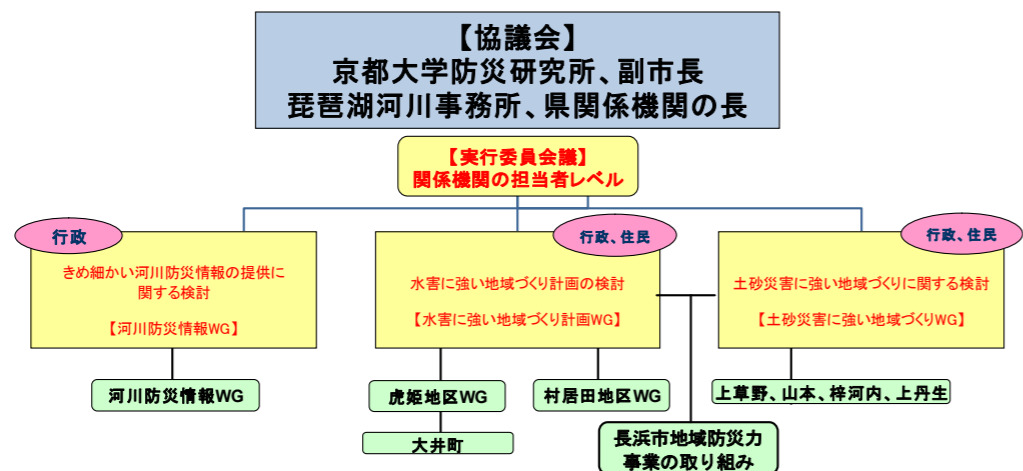 【協議会】
京都大学防災研究所、副市長
琵琶湖河川事務所、県関係機関の長
【実行委員会議】
関係機関の担当者レベル
行政
きめ細かい河川防災情報の提供に
関する検討
【河川防災情報WG】
行政、住民
水害に強い地域づくり計画の検討
【水害に強い地域づくり計画WG】
行政、住民
土砂災害に強い地域づくりに関する検討
【土砂災害に強い地域づくりWG】
河川防災情報WG
虎姫地区WG
村居田地区WG
上草野、山本、梓河内、上丹生
大井町
長浜市地域防災力
事業の取り組み